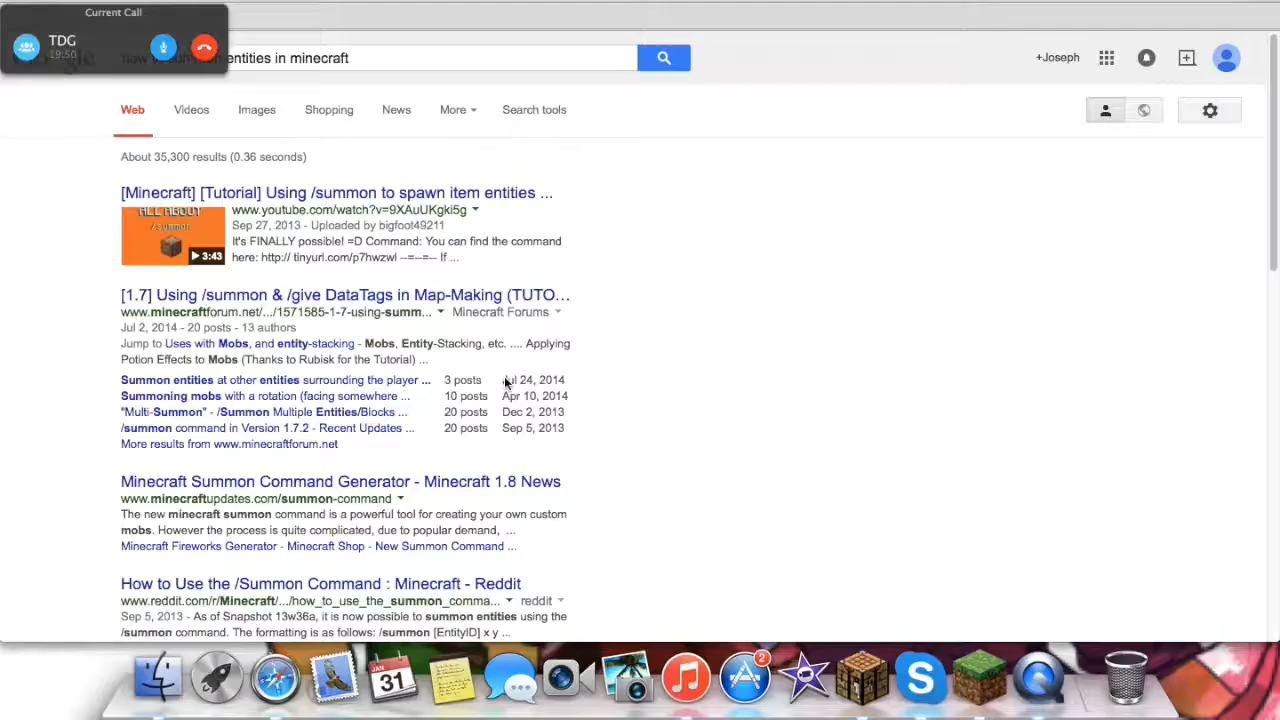 Current Call
TDG
19:50
entities in minecraft
+Joseph
Web Videos Images Shopping News More Search tools
About 35,300 results (0.36 seconds)
[Minecraft] [Tutorial] Using /summon to spawn item entities ...
www.youtube.com/watch?v=9XAuUKgki5g
ALL ABOUT
/summon
3:43
Sep 27, 2013 - Uploaded by bigfoot49211
It's FINALLY possible! =D Command: You can find the command
here: http:// tinyurl.com/p7hwzwl --=--=-- If ...
[1.7] Using /summon & /give DataTags in Map-Making (TUTO...
www.minecraftforum.net/.../1571585-1-7-using-summ... Minecraft Forums
Jul 2, 2014 - 20 posts - 13 authors
Jump to Uses with Mobs, and entity-stacking - Mobs, Entity-Stacking, etc. .... Applying
Potion Effects to Mobs (Thanks to Rubisk for the Tutorial) ...
Summon entities at other entities surrounding the player ... 3 posts Jul 24, 2014
Summoning mobs with a rotation (facing somewhere ... 10 posts Apr 10, 2014
"Multi-Summon" - /Summon Multiple Entities/Blocks ... 20 posts Dec 2, 2013
/summon command in Version 1.7.2 - Recent Updates ... 20 posts Sep 5, 2013
More results from www.minecraftforum.net
Minecraft Summon Command Generator - Minecraft 1.8 News
www.minecraftupdates.com/summon-command
The new minecraft summon command is a powerful tool for creating your own custom
mobs. However the process is quite complicated, due to popular demand, ...
Minecraft Fireworks Generator - Minecraft Shop - New Summon Command ...
How to Use the /Summon Command : Minecraft - Reddit
www.reddit.com/r/Minecraft/.../how_to_use_the_summon_comma... reddit
Sep 5, 2013 - As of Snapshot 13w36a, it is now possible to summon entities using the
/summon command. The formatting is as follows: /summon [EntityID] x y ...
JAN
31
2